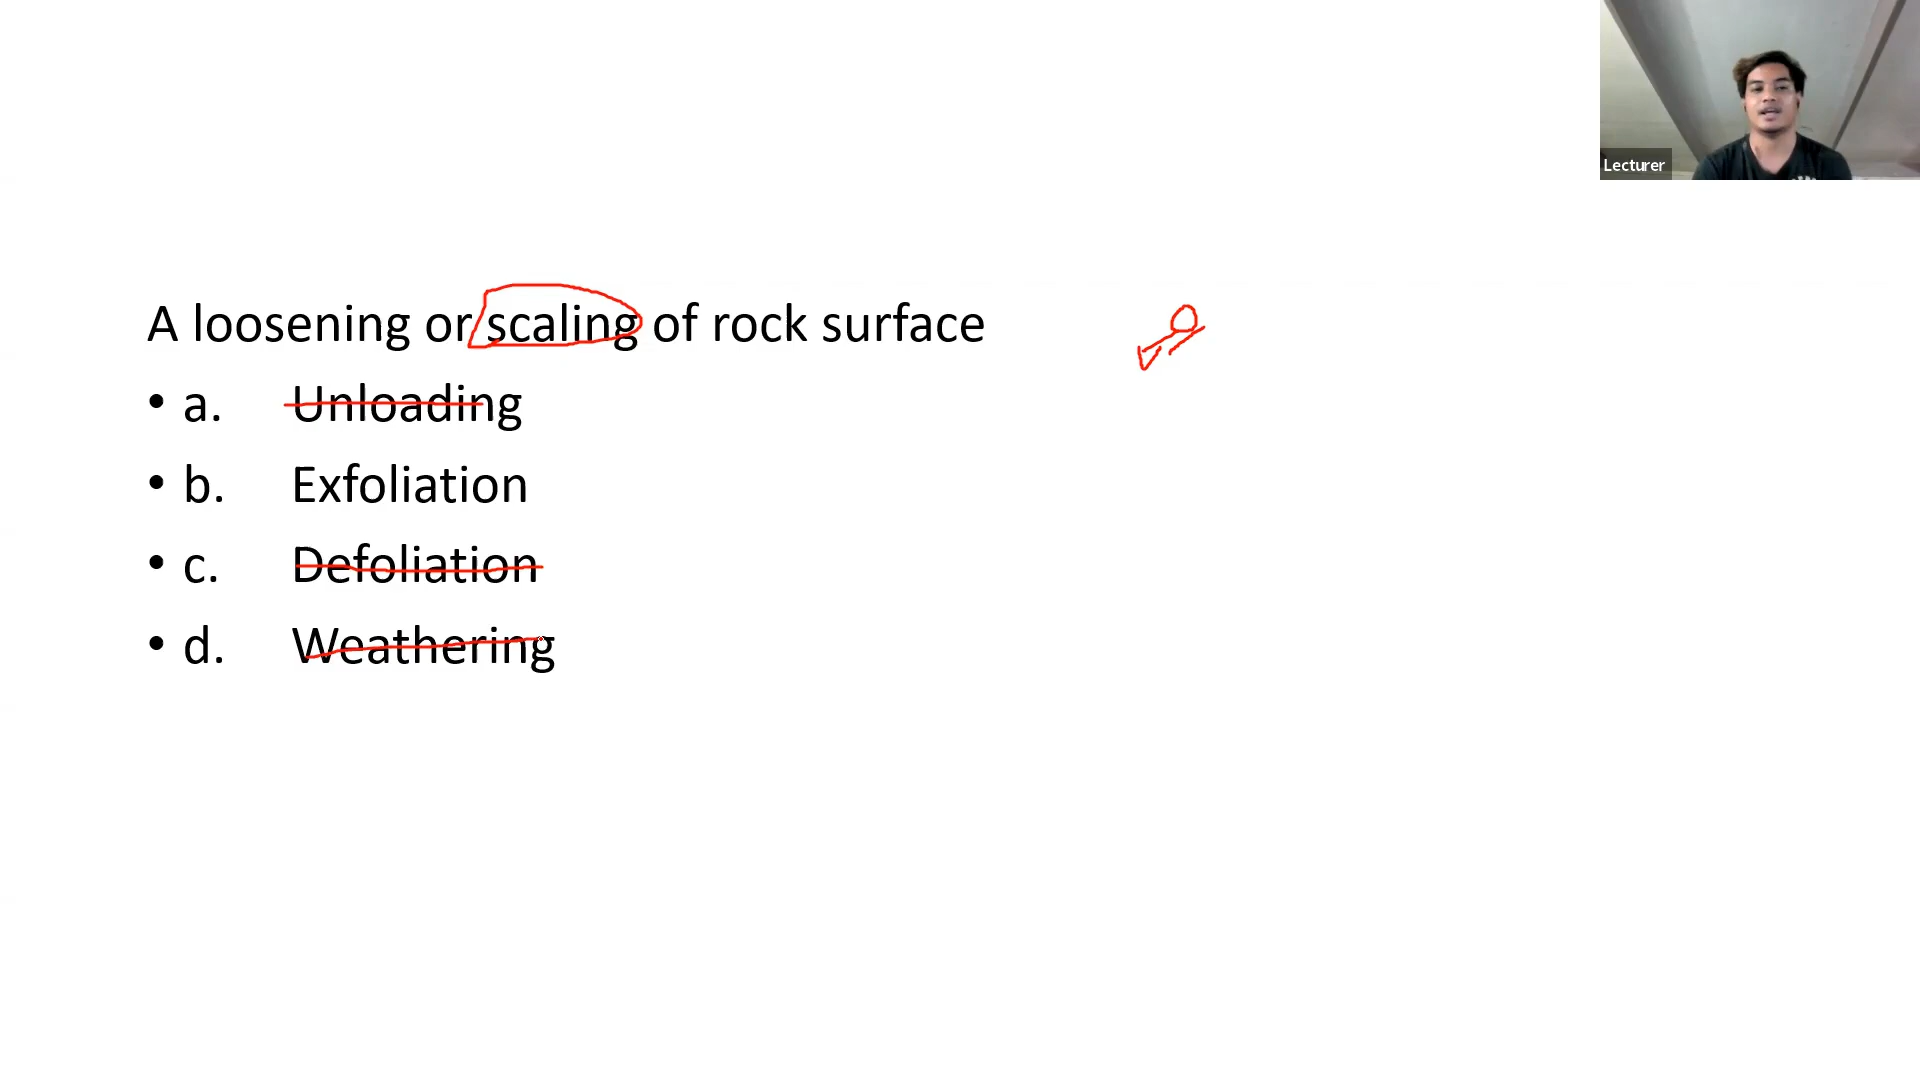 Lecturer
A loosening or scaling of rock surface
• a. Unloading
• b. Exfoliation
• c. Defoliation
• d. Weathering